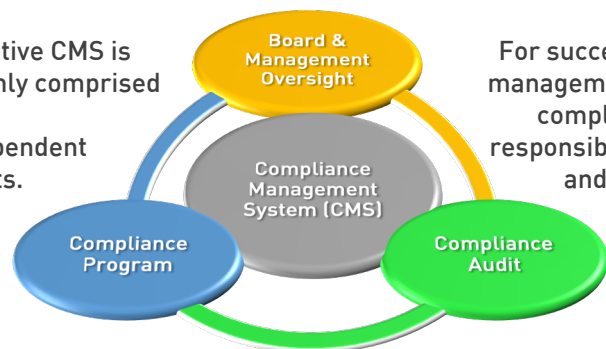 tive CMS is
nly comprised
pendent
ts.
Board &
Management
Oversight
For succe
management
compl
responsib
and
Compliance
Management
System (CMS)
Compliance
Program
Compliance
Audit